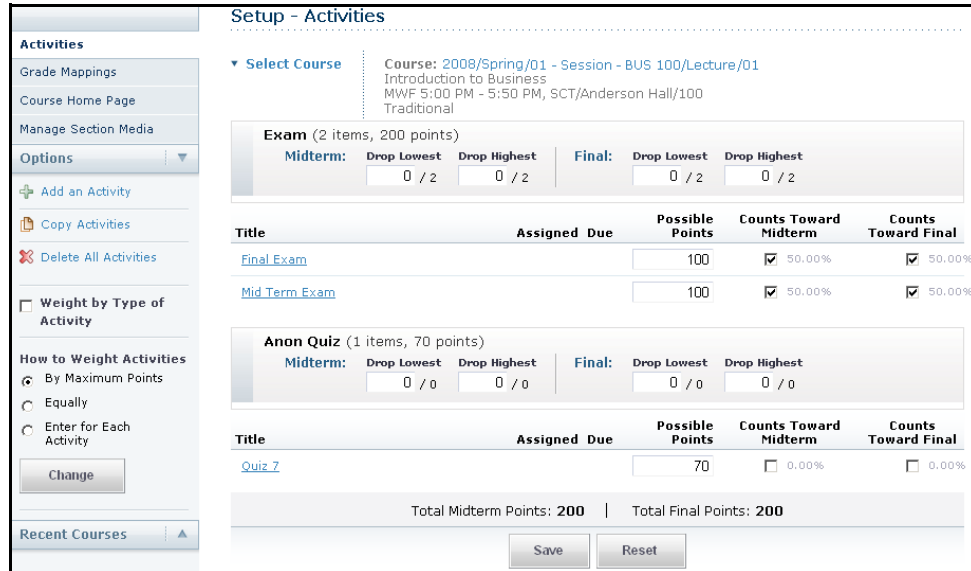 Setup - Activities
Activities
Grade Mappings
Course Home Page
Manage Section Media
Options
Add an Activity
Copy Activities
Delete All Activities
Weight by Type of
Activity
How to Weight Activities
By Maximum Points
Equally
Enter for Each
Activity
Change
Recent Courses
Select Course
Course: 2008/Spring/01 - Session - BUS 100/Lecture/01
Introduction to Business
MWF 5:00 PM - 5:50 PM, SCT/Anderson Hall/100
Traditional
Exam (2 items, 200 points)
Midterm: Drop Lowest Drop Highest Final: Drop Lowest Drop Highest
0 / 2 0 / 2 0 / 2 0 / 2
Title Assigned Due Possible Points Counts Toward Midterm Counts Toward Final
Final Exam 100 50.00% 50.00%
Mid Term Exam 100 50.00% 50.00%
Anon Quiz (1 items, 70 points)
Midterm: Drop Lowest Drop Highest Final: Drop Lowest Drop Highest
0 / 0 0 / 0 0 / 0 0 / 0
Title Assigned Due Possible Points Counts Toward Midterm Counts Toward Final
Quiz 7 70 0.00% 0.00%
Total Midterm Points: 200 | Total Final Points: 200
Save Reset